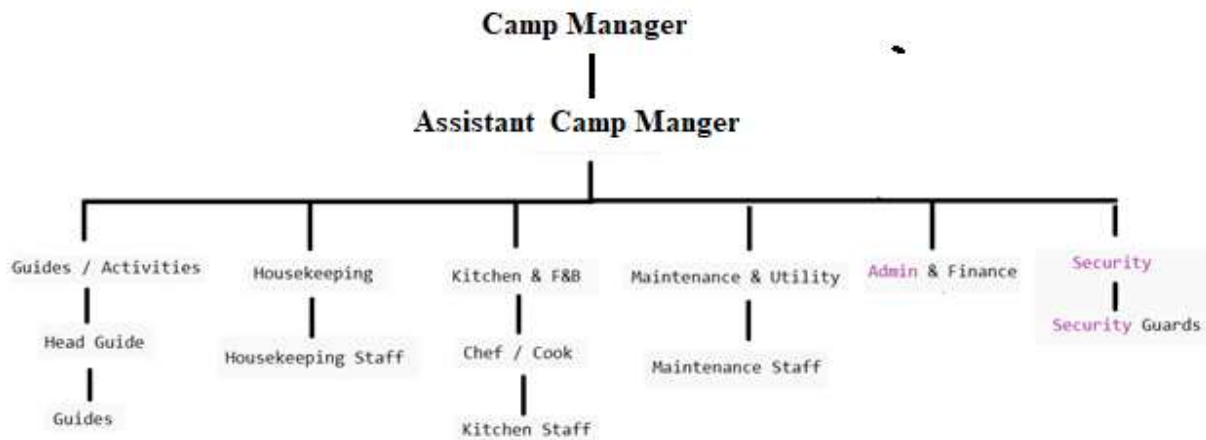 Camp Manager
Assistant Camp Manger
Guides / Activities
Housekeeping
Kitchen & F&B
Maintenance & Utility
Admin & Finance
Security
Head Guide
Housekeeping Staff
Chef / Cook
Maintenance Staff
Security Guards
Guides
Kitchen Staff